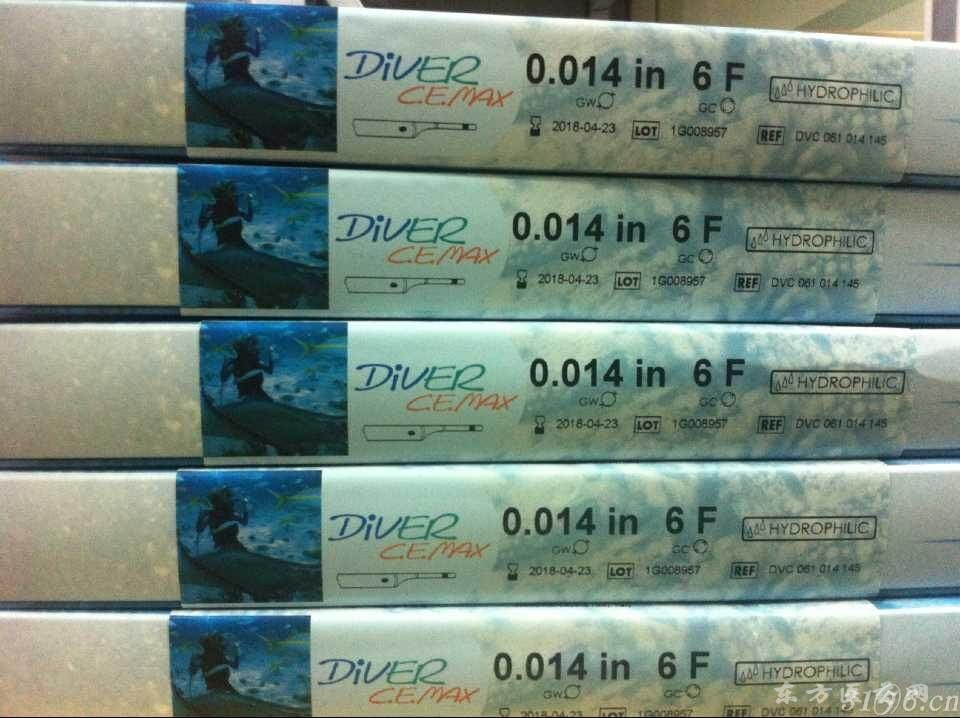 DiVER 0.014 in 6 F HYDROPHILIC
C.E.MAX GW GC
2018-04-23 LOT 1G008957 REF DVC 061 014 145
DiVER 0.014 in 6 F HYDROPHILIC
C.E.MAX GW GC
2018-04-23 LOT 1G008957 REF DVC 061 014 145
DiVER 0.014 in 6 F HYDROPHILIC
C.E.MAX GW GC
2018-04-23 LOT 1G008957 REF DVC 061 014 145
DiVER 0.014 in 6 F HYDROPHILIC
C.E.MAX GW GC
2018-04-23 LOT 1G008957 REF DVC 061 014 145
DiVER 0.014 in 6 F HYDROPHILIC
C.E.MAX GW GC
东方医药网
3156.cn